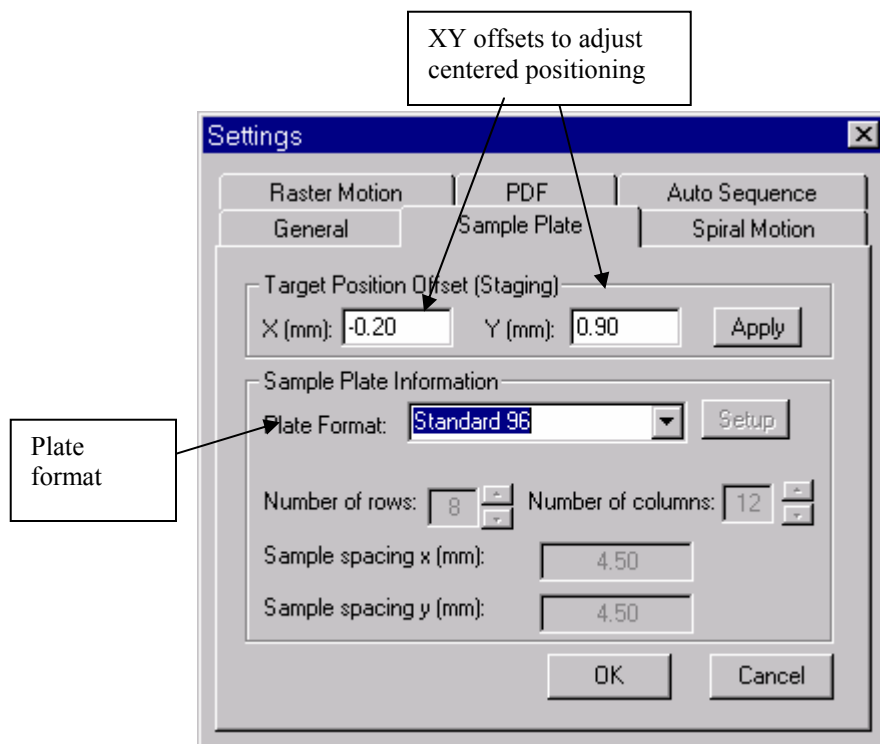 XY offsets to adjust
centered positioning
Settings
Raster Motion PDF Auto Sequence
General Sample Plate Spiral Motion
Target Position Offset (Staging)
X (mm): -0.20 Y (mm): 0.90 Apply
Sample Plate Information
Plate Format: Standard 96 Setup
Plate
format
Number of rows: 8 Number of columns: 12
Sample spacing x (mm): 4.50
Sample spacing y (mm): 4.50
OK Cancel